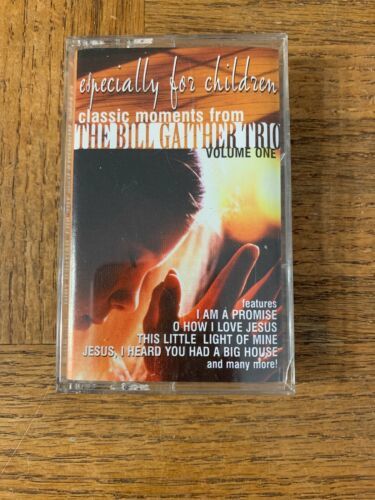 especially for children
classic moments from
THE BILL GAITHER TRIO
VOLUME ONE
features
I AM A PROMISE
O HOW I LOVE JESUS
THIS LITTLE LIGHT OF MINE
JESUS, I HEARD YOU HAD A BIG HOUSE
and many more!